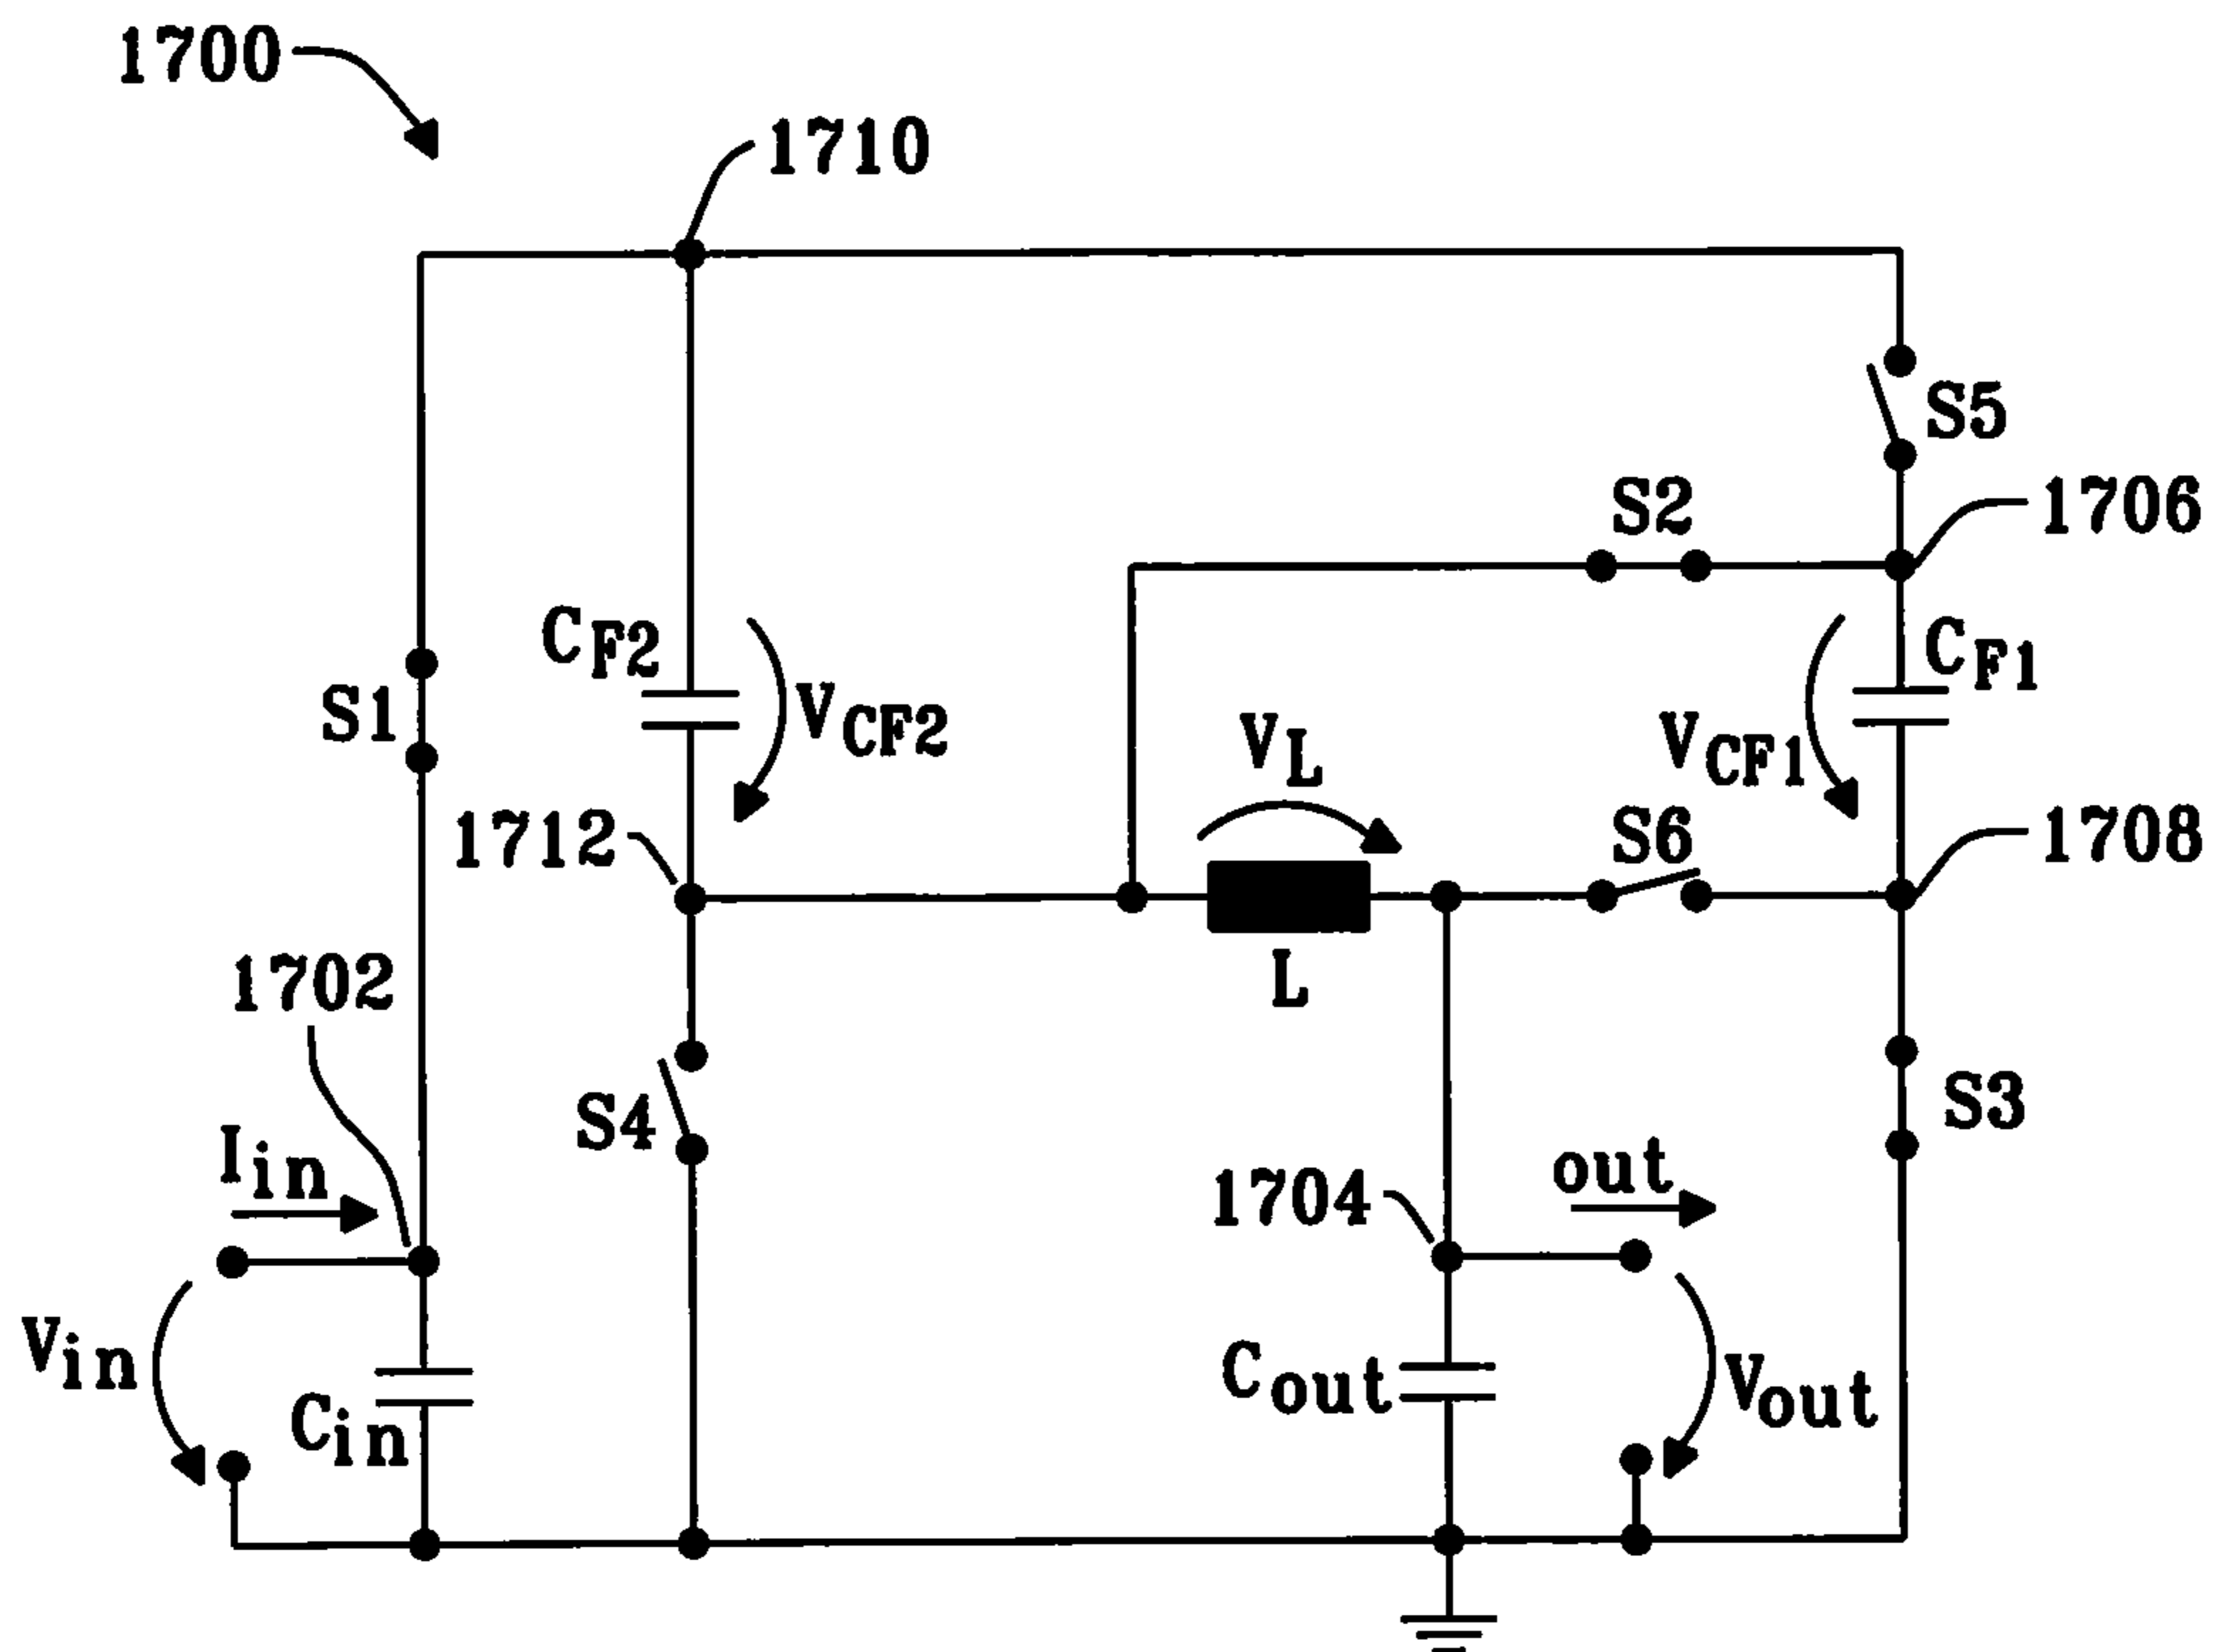 1700
1710
S5
S2
1706
CF2
CF1
S1
VCF2
VL
VCF1
1712
S6
1708
1702
L
S4
S3
Iin
1704
out
Vin
Cout
Vout
Cin